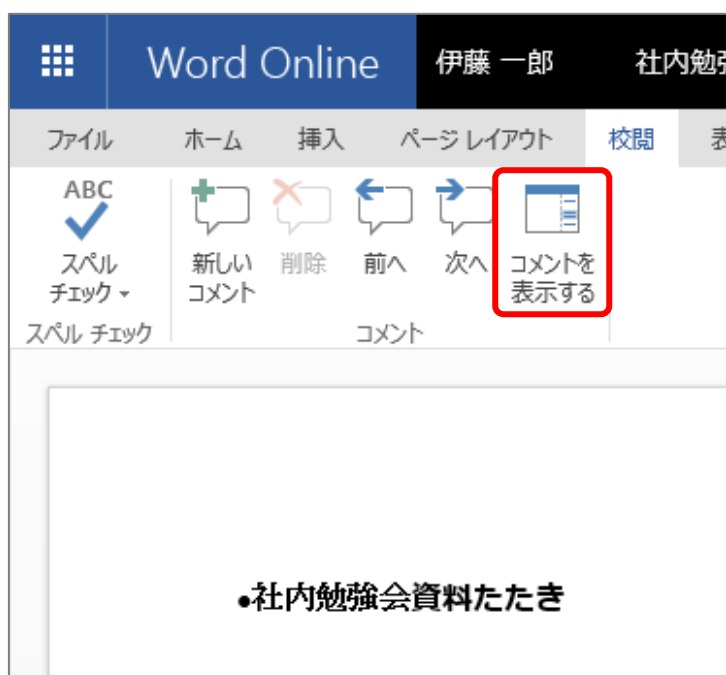 Word Online 伊藤 一郎 社内勉強
ファイル ホーム 挿入 ページ レイアウト 校閲 表
ABC
スペル 新しい 削除 前へ 次へ コメントを
チェック コメント 表示する
スペル チェック コメント
•社内勉強会資料たたき